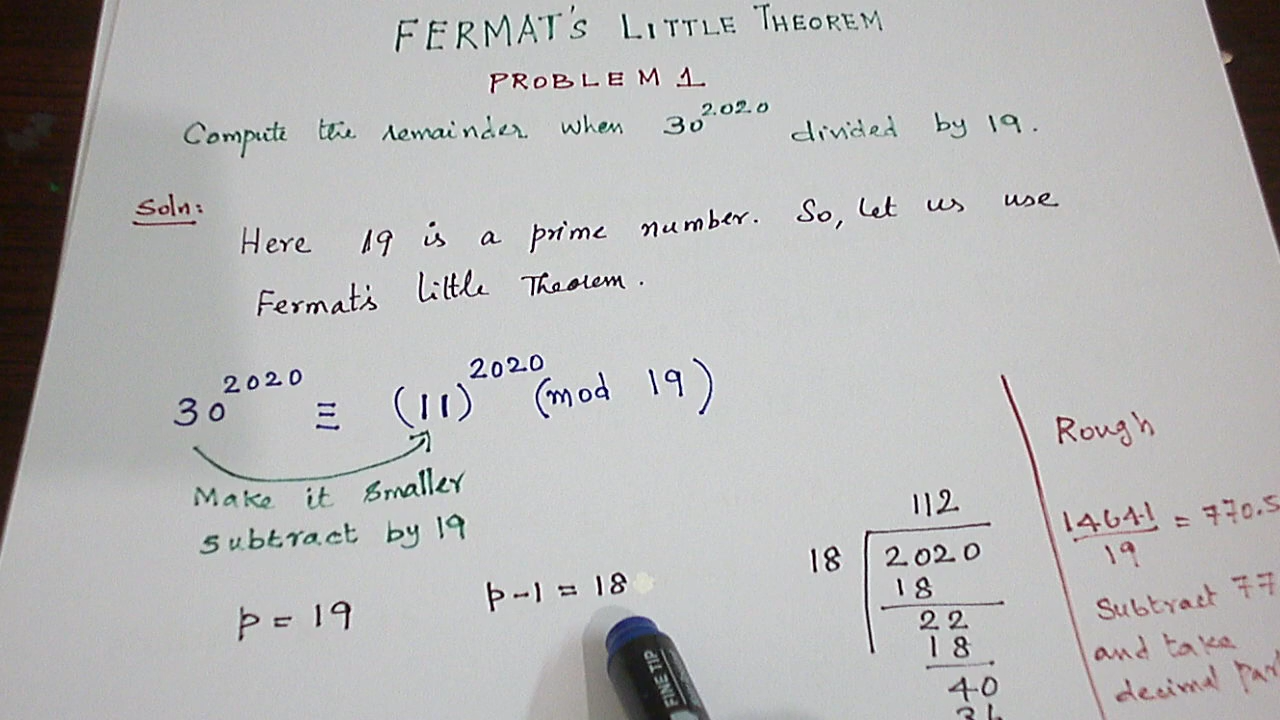 FERMAT'S LITTLE THEOREM
PROBLEM 1
Compute the remainder when 30^2020 divided by 19.
Soln:
Here 19 is a prime number. So, let us use
Fermat's little Theorem.
30^2020 ≡ (11)^2020 (mod 19)
Make it smaller
subtract by 19
p = 19
p-1 = 18
112
18 2020
18
22
18
40
36
Rough
14641/19 = 770.5
Subtract 77
and take
decimal par
FINE TIP